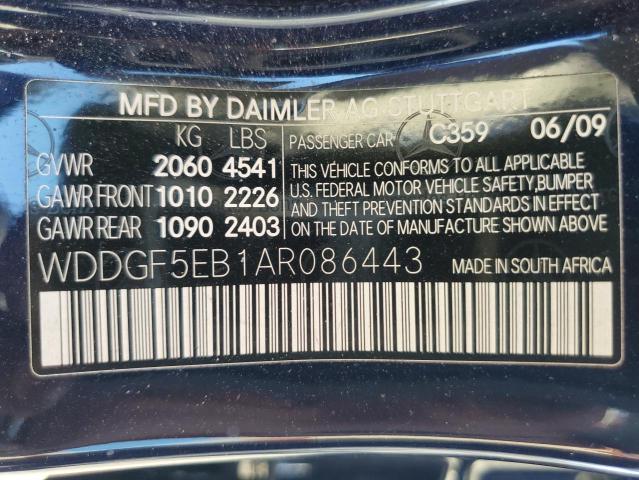 MFD BY DAIMLER AG STUTTGART
KG LBS PASSENGER CAR C359 06/09
GVWR 2060 4541 THIS VEHICLE CONFORMS TO ALL APPLICABLE
GAWR FRONT 1010 2226 U.S. FEDERAL MOTOR VEHICLE SAFETY,BUMPER
AND THEFT PREVENTION STANDARDS IN EFFECT
GAWR REAR 1090 2403 ON THE DATE OF MANUFACTURE SHOWN ABOVE
WDDGF5EB1AR086443 MADE IN SOUTH AFRICA